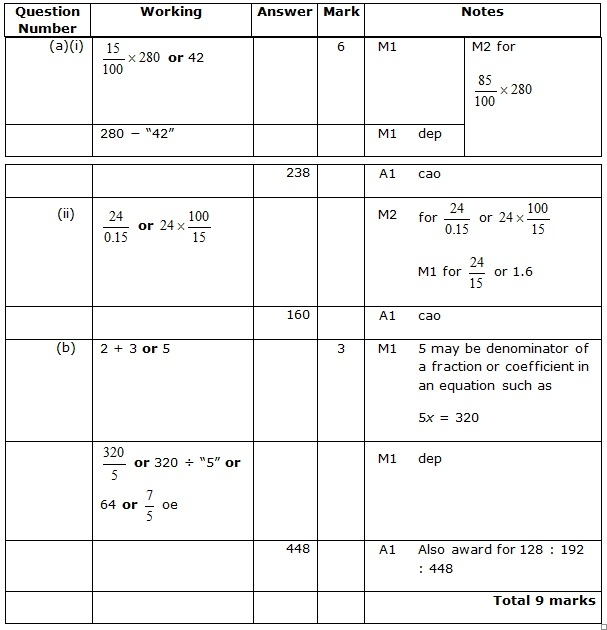 Question Number Working Answer Mark Notes
(a)(i) 15/100 × 280 or 42 6 M1 M2 for
85/100 × 280
280 – “42” M1 dep
238 A1 cao
(ii) 24/0.15 or 24 × 100/15 M2 for 24/0.15 or 24 × 100/15
M1 for 24/15 or 1.6
160 A1 cao
(b) 2 + 3 or 5 3 M1 5 may be denominator of
a fraction or coefficient in
an equation such as
5x = 320
320/5 or 320 ÷ “5” or M1 dep
64 or 7/5 oe
448 A1 Also award for 128 : 192
: 448
Total 9 marks